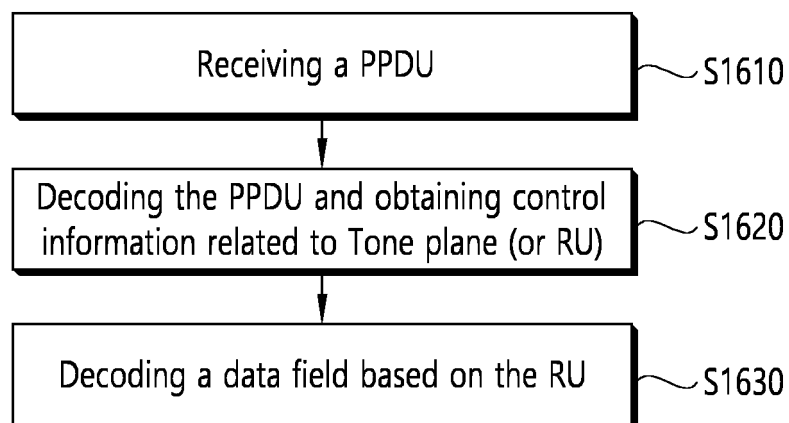 Receiving a PPDU
S1610
Decoding the PPDU and obtaining control
information related to Tone plane (or RU)
S1620
Decoding a data field based on the RU
S1630